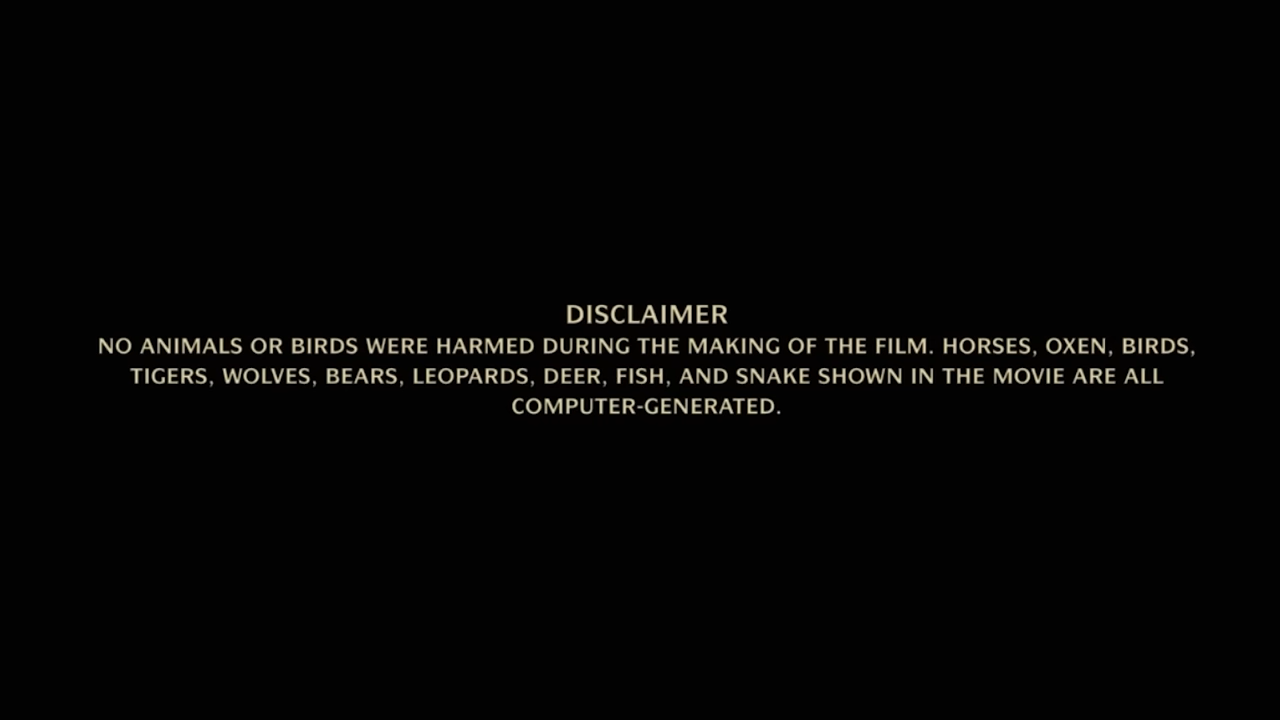 DISCLAIMER
NO ANIMALS OR BIRDS WERE HARMED DURING THE MAKING OF THE FILM. HORSES, OXEN, BIRDS,
TIGERS, WOLVES, BEARS, LEOPARDS, DEER, FISH, AND SNAKE SHOWN IN THE MOVIE ARE ALL
COMPUTER-GENERATED.